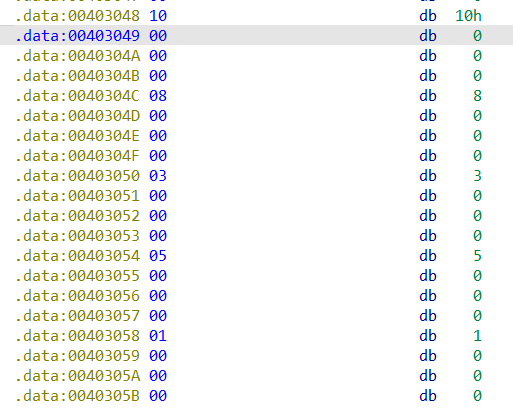 .data:00403048 10 db 10h
.data:00403049 00 db 0
.data:0040304A 00 db 0
.data:0040304B 00 db 0
.data:0040304C 08 db 8
.data:0040304D 00 db 0
.data:0040304E 00 db 0
.data:0040304F 00 db 0
.data:00403050 03 db 3
.data:00403051 00 db 0
.data:00403052 00 db 0
.data:00403053 00 db 0
.data:00403054 05 db 5
.data:00403055 00 db 0
.data:00403056 00 db 0
.data:00403057 00 db 0
.data:00403058 01 db 1
.data:00403059 00 db 0
.data:0040305A 00 db 0
.data:0040305B 00 db 0